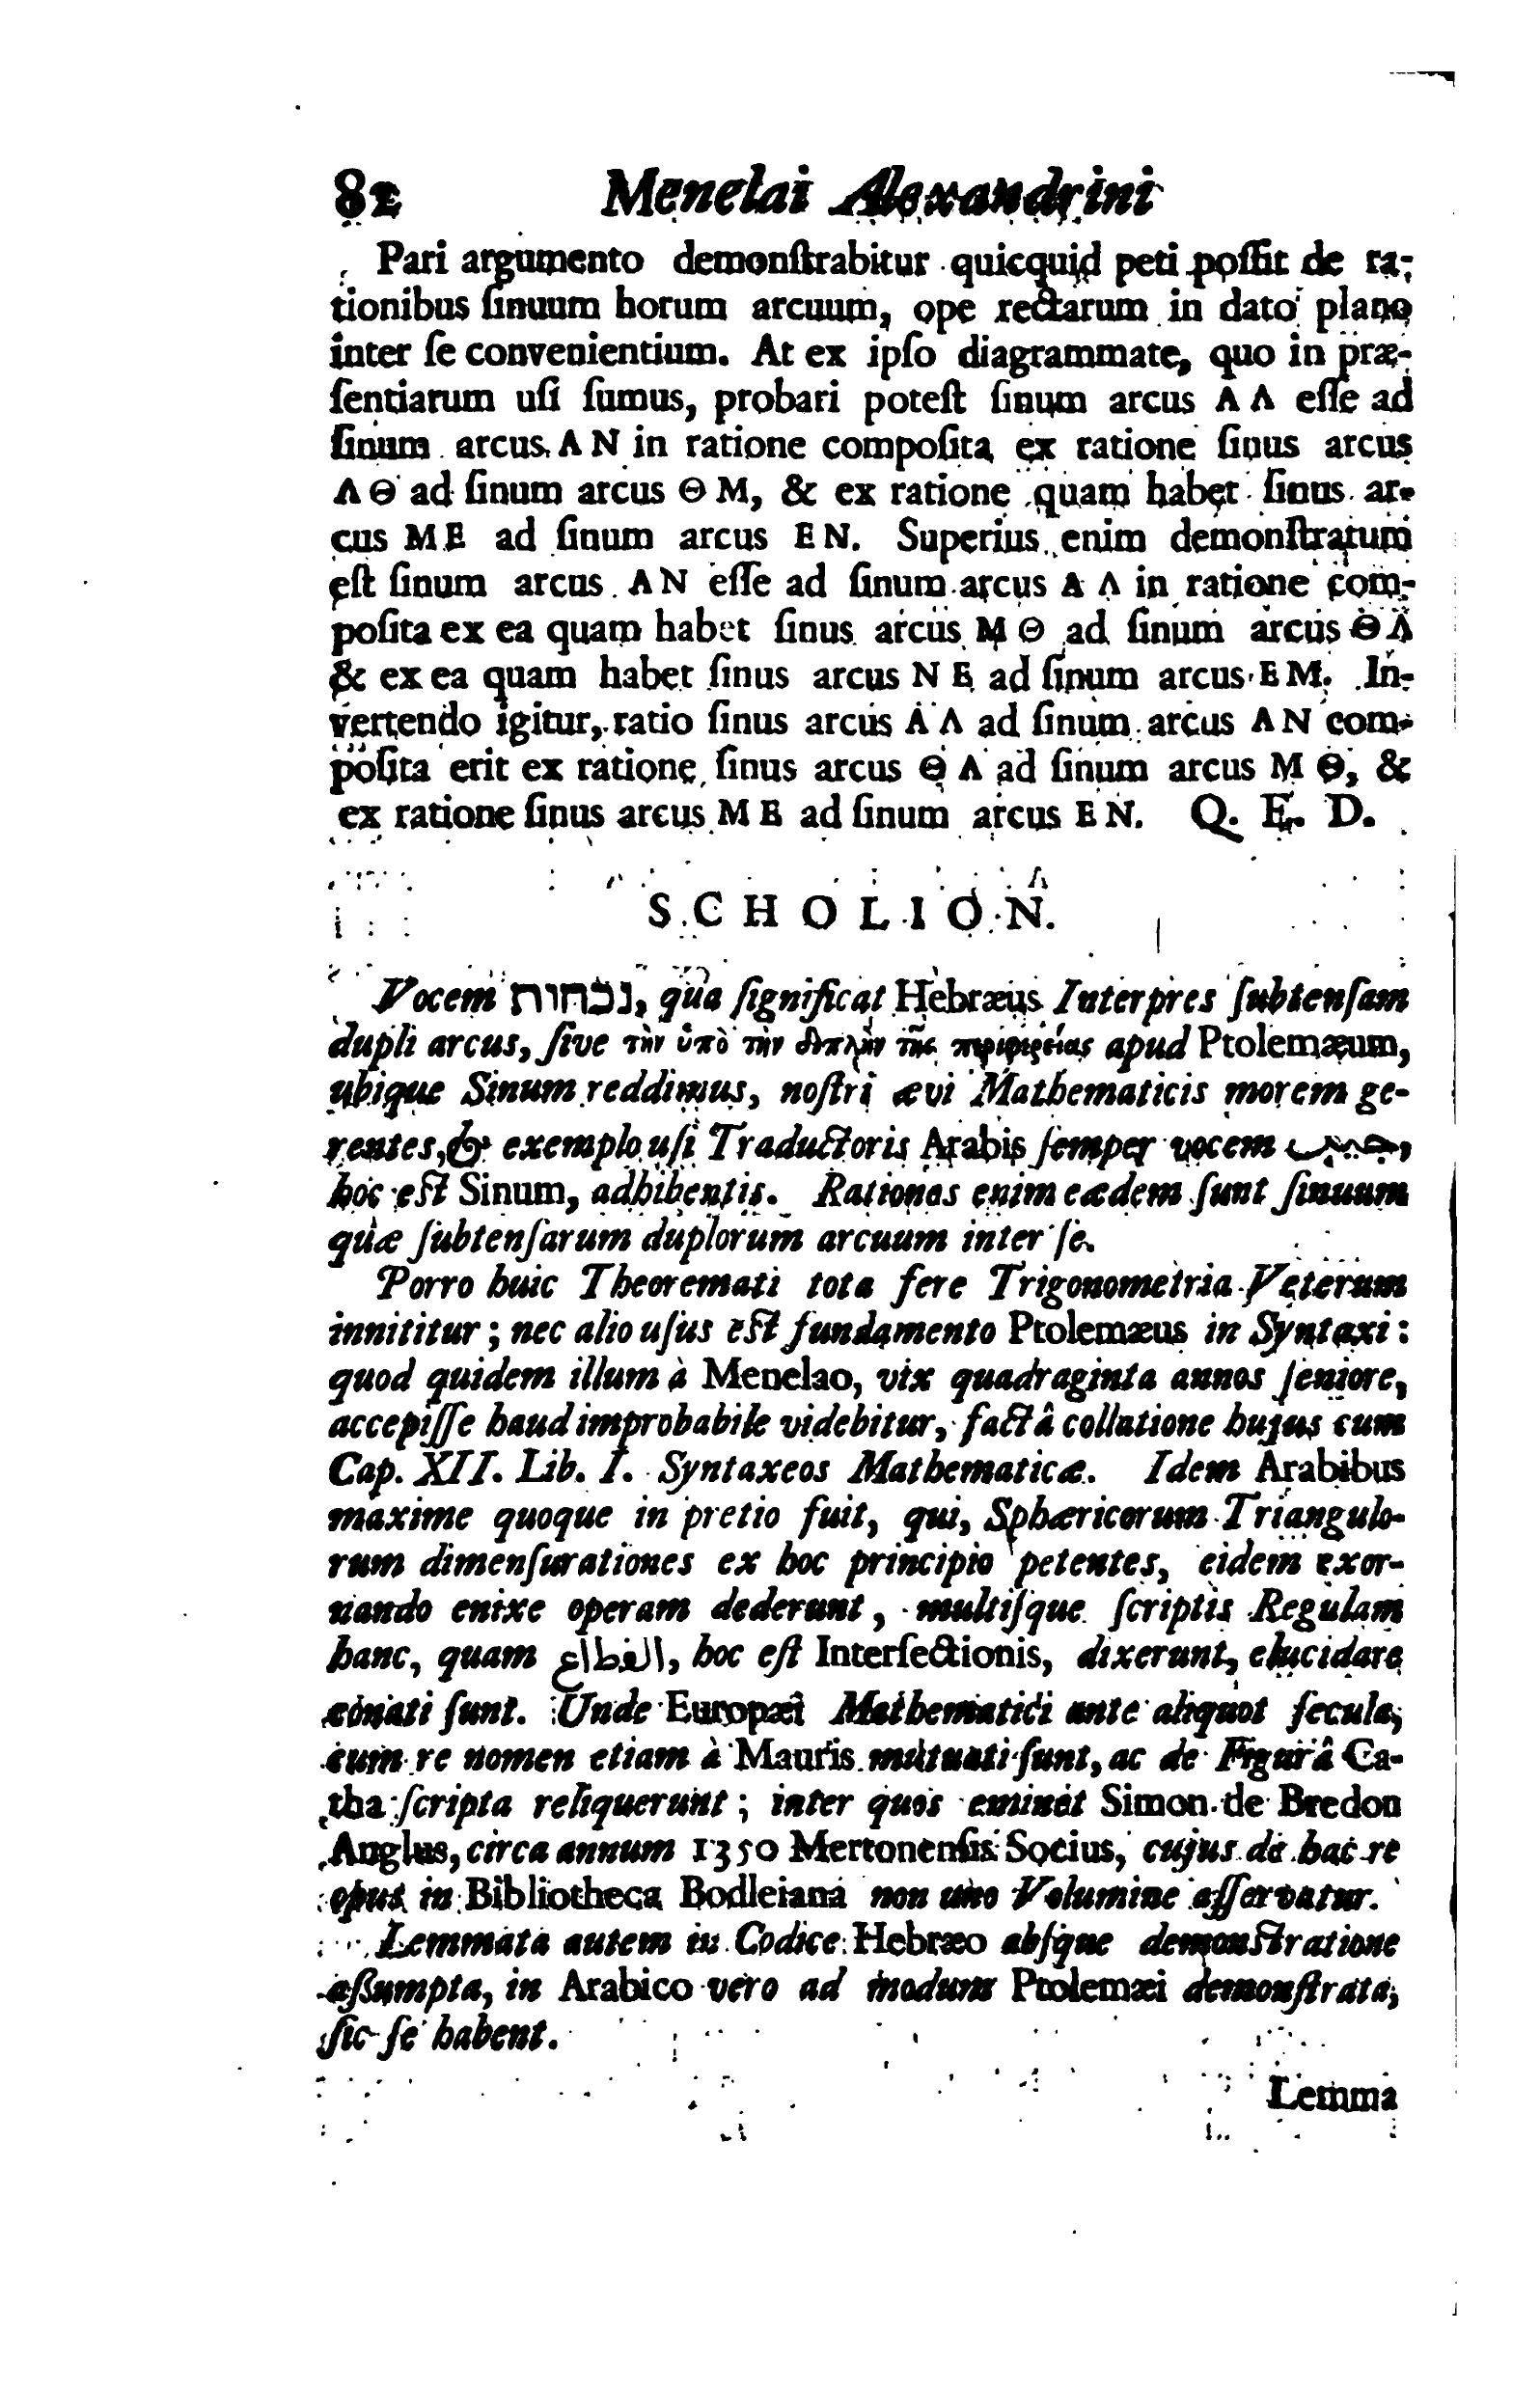 82 Menelai Alexandrini
Pari argumento demonſtrabitur quicquid peti poſſit de ra-
tionibus ſinuum horum arcuum, ope rectarum in dato plano
inter ſe convenientium. At ex ipſo diagrammate, quo in præ-
ſentiarum uſi ſumus, probari poteſt ſinum arcus Α Λ eſſe ad
ſinum arcus Α Ν in ratione compoſita ex ratione ſinus arcus
Λ Θ ad ſinum arcus Θ Μ, & ex ratione quam habet ſinus ar-
cus Μ Ε ad ſinum arcus Ε Ν. Superius enim demonſtratum
eſt ſinum arcus Α Ν eſſe ad ſinum arcus Α Λ in ratione com-
poſita ex ea quam habet ſinus arcus Μ Θ ad ſinum arcus Θ Λ
& ex ea quam habet ſinus arcus Ν Ε ad ſinum arcus Ε Μ. In-
vertendo igitur, ratio ſinus arcus Α Λ ad ſinum arcus Α Ν com-
poſita erit ex ratione ſinus arcus Θ Λ ad ſinum arcus Μ Θ, &
ex ratione ſinus arcus Μ Ε ad ſinum arcus Ε Ν. Q. E. D.
SCHOLION.
Vocem נכחות, qua ſignificat Hebræus Interpres ſubtenſam
dupli arcus, ſive τὴν ὑπὸ τὴν διπλῆν τῆς περιφερείας apud Ptolemæum,
ubique Sinum reddimus, noſtri ævi Mathematicis morem ge-
rentes, & exemplo uſi Traductoris Arabis ſemper vocem جيب,
hoc eſt Sinum, adhibentis. Rationes enim eædem ſunt ſinuum
quæ ſubtenſarum duplorum arcuum inter ſe.
Porro huic Theoremati tota fere Trigonometria Veterum
innititur; nec alio uſus eſt fundamento Ptolemæus in Syntaxi:
quod quidem illum à Menelao, vix quadraginta annos ſeniore,
accepiſſe haud improbabile videbitur, factâ collatione hujus cum
Cap. XII. Lib. I. Syntaxeos Mathematicæ. Idem Arabibus
maxime quoque in pretio fuit, qui, Sphæricorum Triangulo-
rum dimenſurationes ex hoc principio petentes, eidem exor-
nando enixe operam dederunt, multiſque ſcriptis Regulam
hanc, quam القطاع, hoc eſt Interſectionis, dixerunt, elucidare
conati ſunt. Unde Europæi Mathematici ante aliquot ſecula,
cum re nomen etiam à Mauris mutuati ſunt, ac de Figurâ Ca-
tha ſcripta reliquerunt; inter quos eminet Simon de Bredon
Anglus, circa annum 1350 Mertonenſis Socius, cujus de hac re
opus in Bibliotheca Bodleiana non uno Volumine aſſervatur.
Lemmata autem in Codice Hebræo abſque demonſtratione
aſſumpta, in Arabico vero ad modum Ptolemæi demonſtrata,
ſic ſe habent.
Lemma